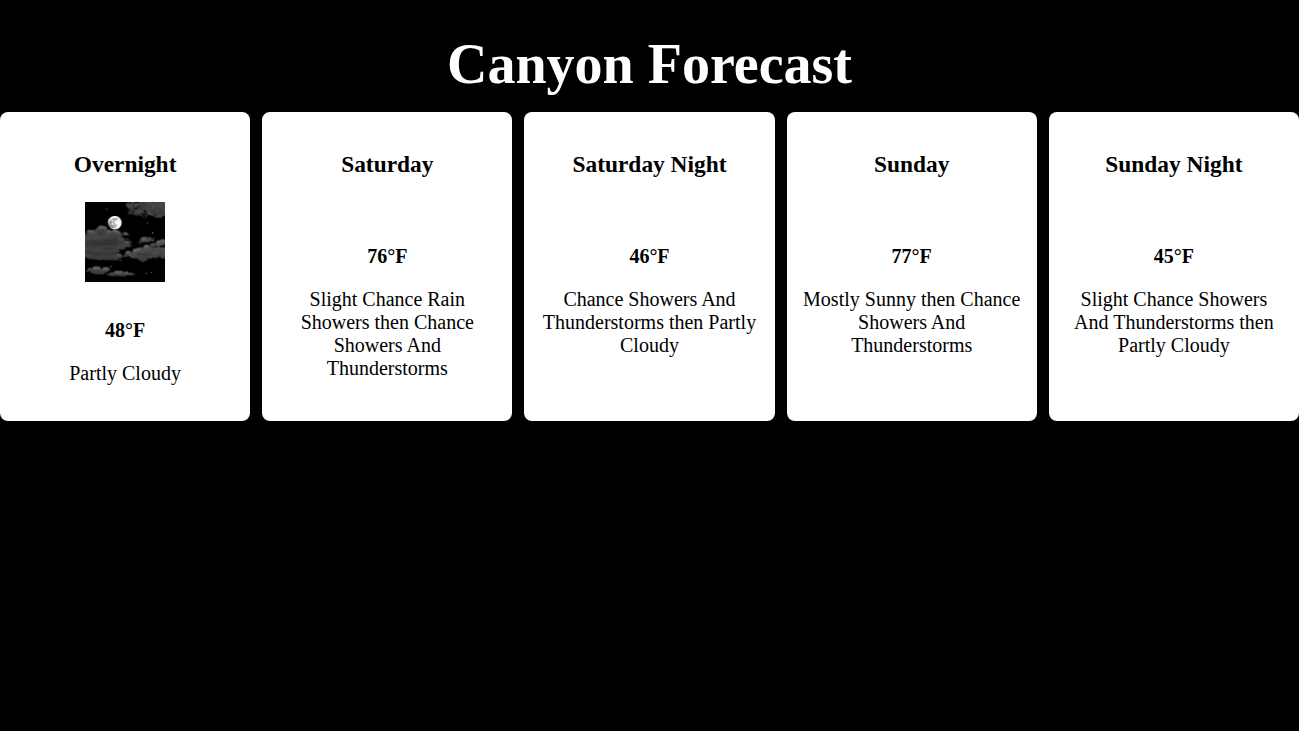 Canyon Forecast
Overnight
48°F
Partly Cloudy
Saturday
76°F
Slight Chance Rain
Showers then Chance
Showers And
Thunderstorms
Saturday Night
46°F
Chance Showers And
Thunderstorms then Partly
Cloudy
Sunday
77°F
Mostly Sunny then Chance
Showers And
Thunderstorms
Sunday Night
45°F
Slight Chance Showers
And Thunderstorms then
Partly Cloudy